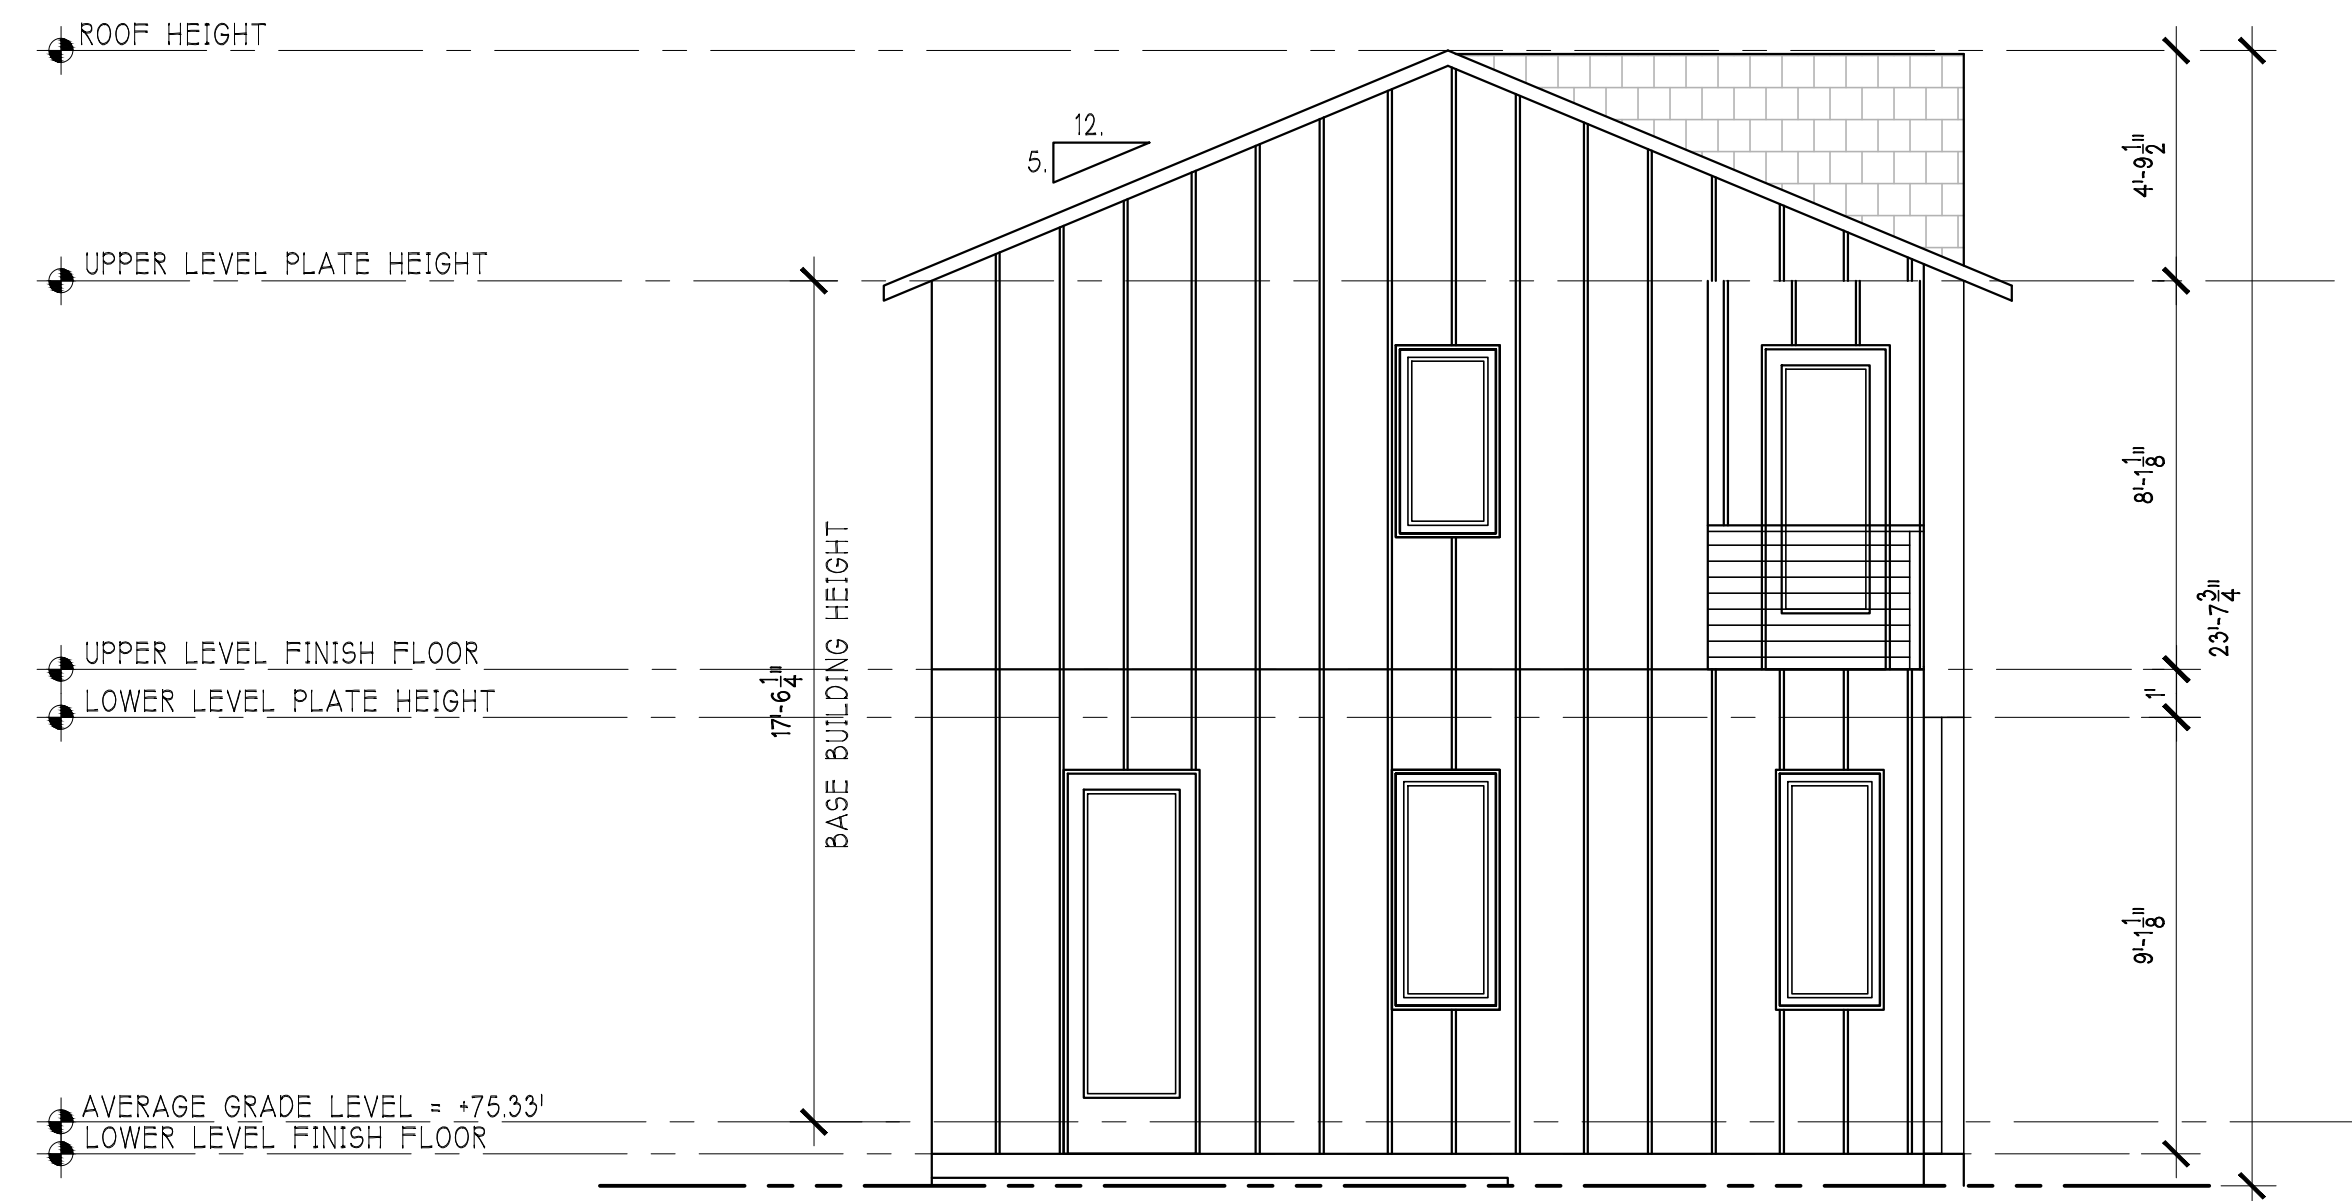 ROOF HEIGHT
12.
5.
4'-9 1/2"
UPPER LEVEL PLATE HEIGHT
8'-1 1/8"
BASE BUILDING HEIGHT
17'-6 1/4"
23'-7 3/4"
UPPER LEVEL FINISH FLOOR
1'
LOWER LEVEL PLATE HEIGHT
9'-1 1/8"
AVERAGE GRADE LEVEL = +75.33'
LOWER LEVEL FINISH FLOOR